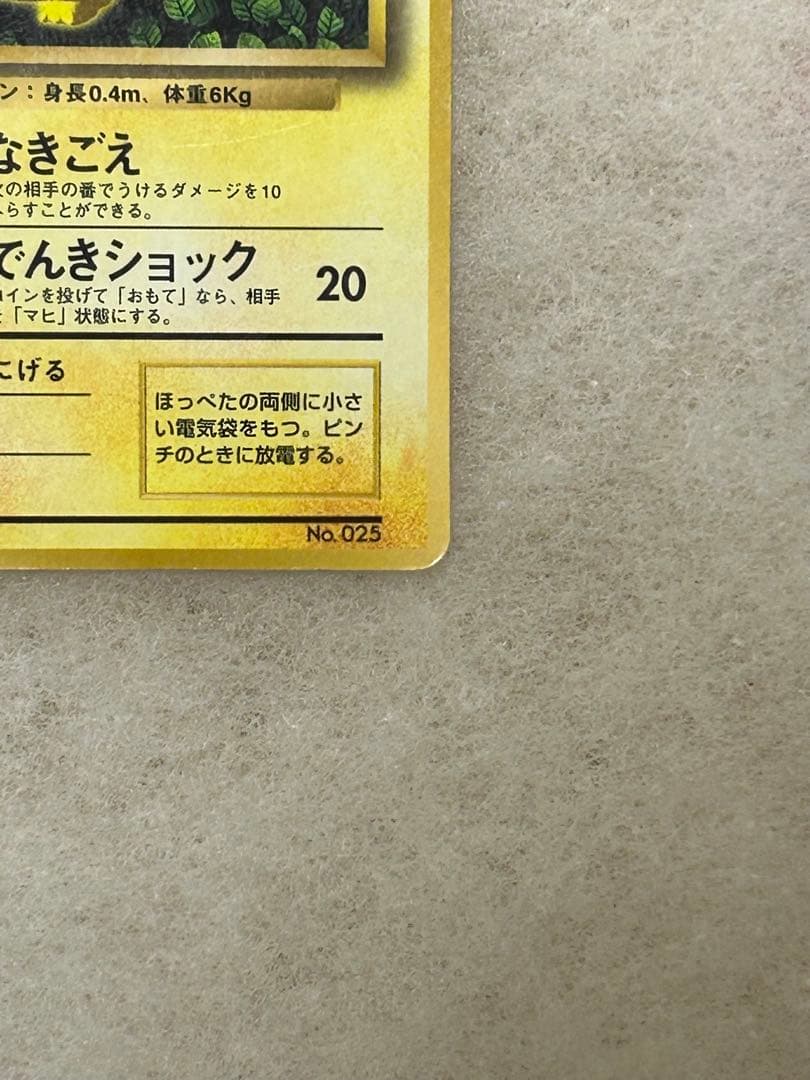 ン：身長0.4m、体重6Kg
なきごえ
の相手の番でうけるダメージを10
らすことができる。
でんきショック
20
インを投げて「おもて」なら、相手
「マヒ」状態にする。
にげる
ほっぺたの両側に小さ
い電気袋をもつ。ピン
チのときに放電する。
No. 025